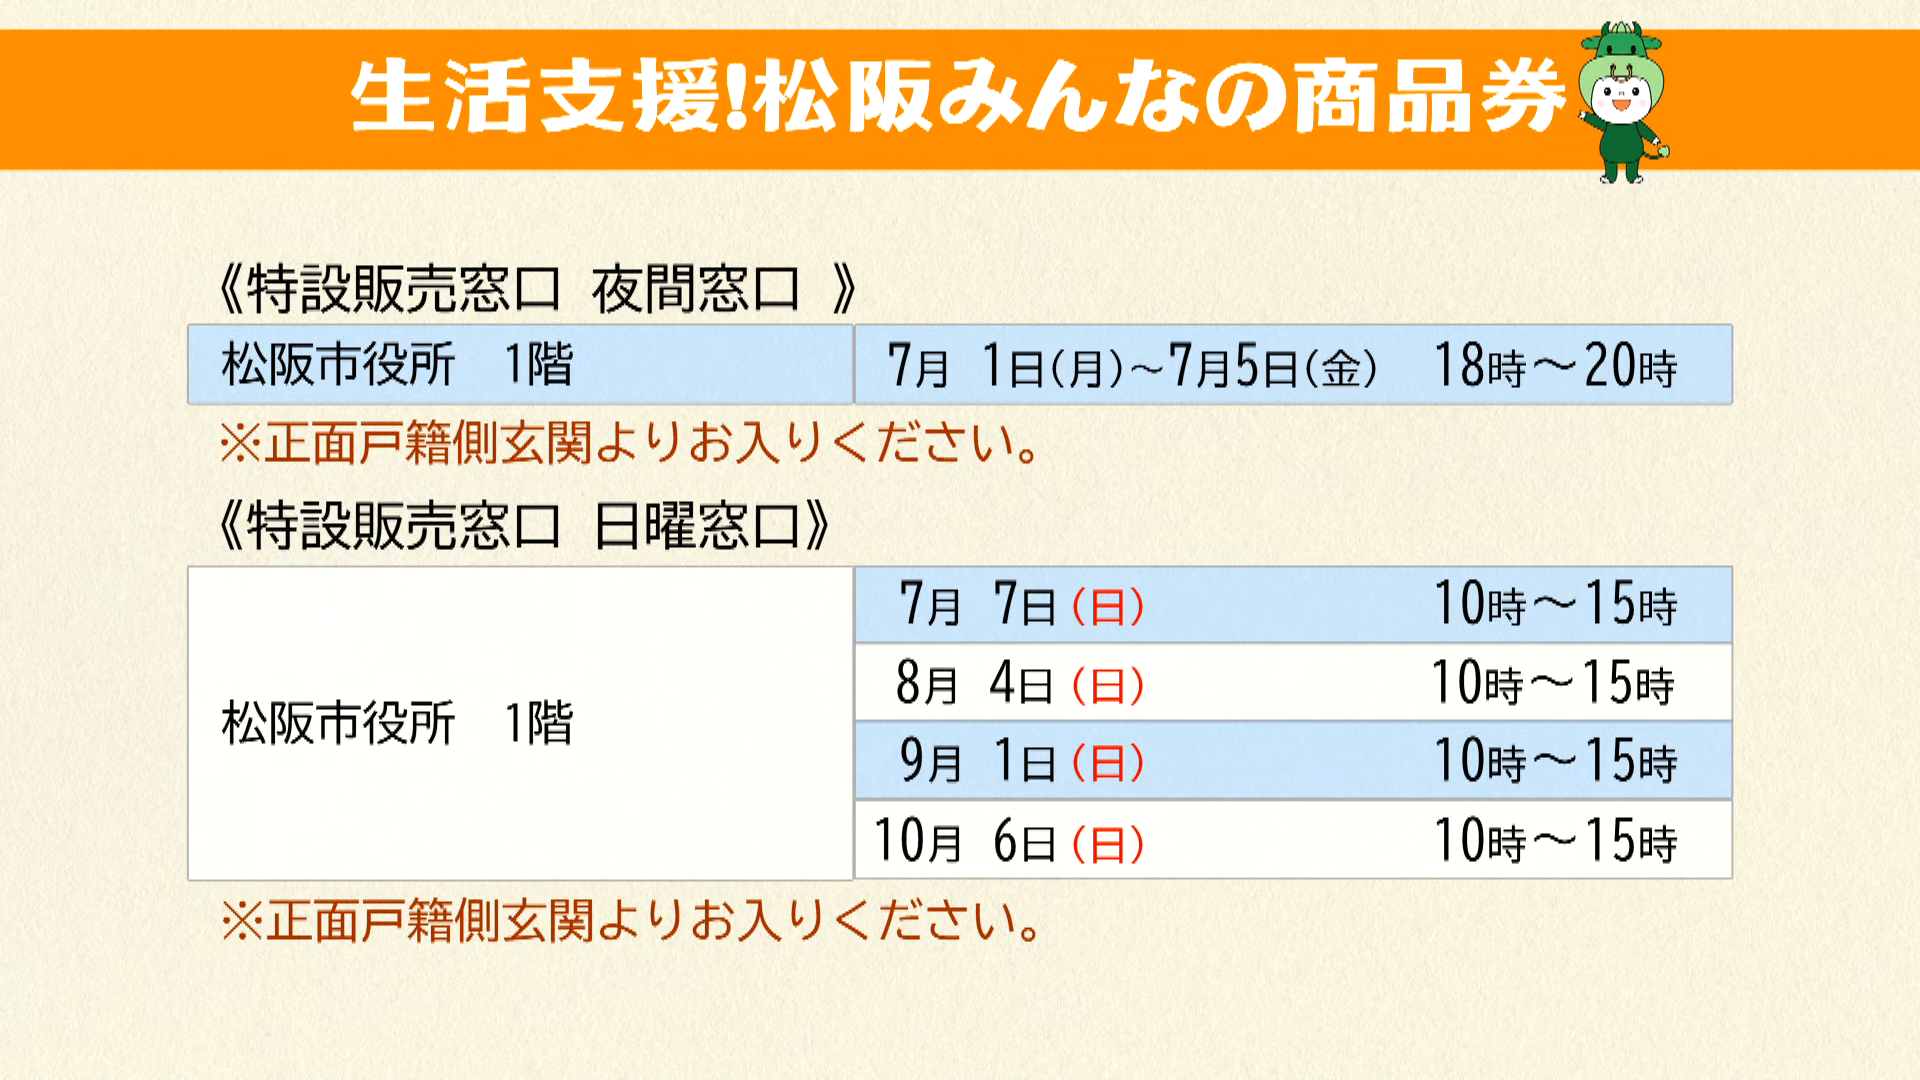 生活支援!松阪みんなの商品券
《特設販売窓口 夜間窓口 》
松阪市役所 1階 7月 1日(月)~7月5日(金) 18時~20時
※正面戸籍側玄関よりお入りください。
《特設販売窓口 日曜窓口》
7月 7日(日) 10時~15時
8月 4日(日) 10時~15時
松阪市役所 1階
9月 1日(日) 10時~15時
10月 6日(日) 10時~15時
※正面戸籍側玄関よりお入りください。